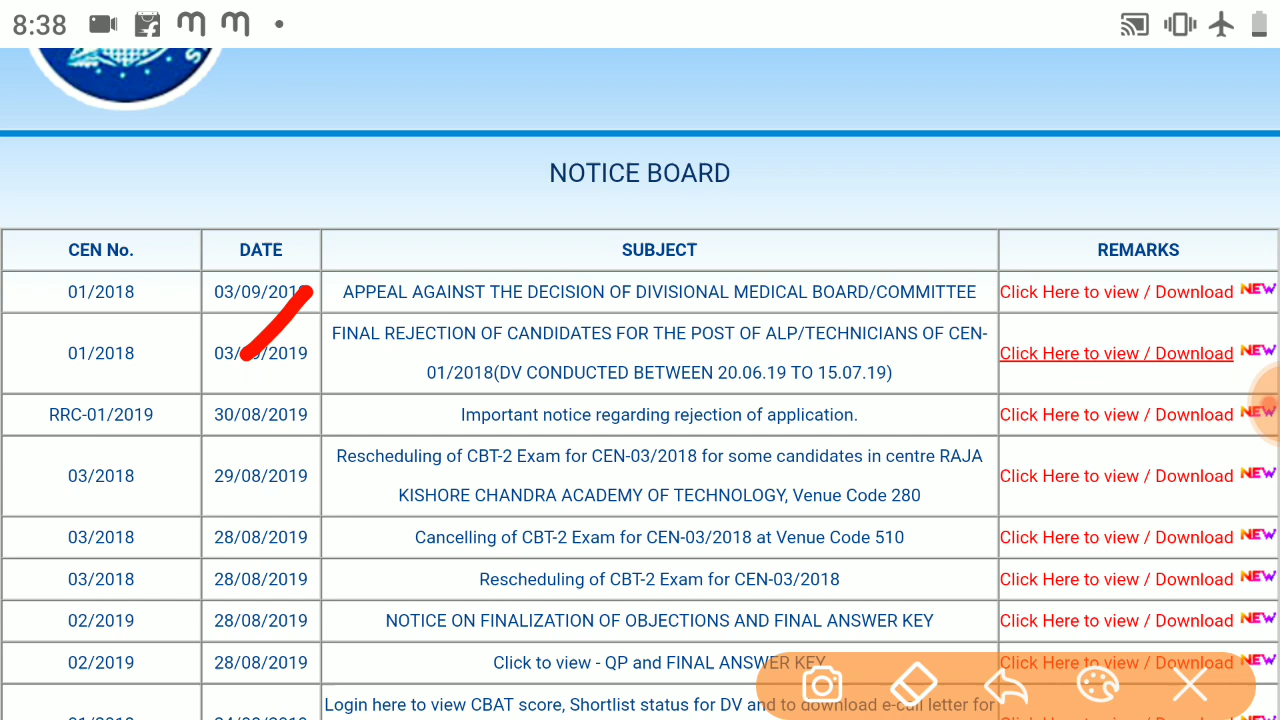 8:38
NOTICE BOARD
CEN No. DATE SUBJECT REMARKS
01/2018 03/09/2019 APPEAL AGAINST THE DECISION OF DIVISIONAL MEDICAL BOARD/COMMITTEE Click Here to view / Download NEW
01/2018 03/09/2019 FINAL REJECTION OF CANDIDATES FOR THE POST OF ALP/TECHNICIANS OF CEN-
01/2018(DV CONDUCTED BETWEEN 20.06.19 TO 15.07.19) Click Here to view / Download NEW
RRC-01/2019 30/08/2019 Important notice regarding rejection of application. Click Here to view / Download NEW
03/2018 29/08/2019 Rescheduling of CBT-2 Exam for CEN-03/2018 for some candidates in centre RAJA
KISHORE CHANDRA ACADEMY OF TECHNOLOGY, Venue Code 280 Click Here to view / Download NEW
03/2018 28/08/2019 Cancelling of CBT-2 Exam for CEN-03/2018 at Venue Code 510 Click Here to view / Download NEW
03/2018 28/08/2019 Rescheduling of CBT-2 Exam for CEN-03/2018 Click Here to view / Download NEW
02/2019 28/08/2019 NOTICE ON FINALIZATION OF OBJECTIONS AND FINAL ANSWER KEY Click Here to view / Download NEW
02/2019 28/08/2019 Click to view - QP and FINAL ANSWER KEY Click Here to view / Download NEW
Login here to view CBAT score, Shortlist status for DV and to download e-call letter for